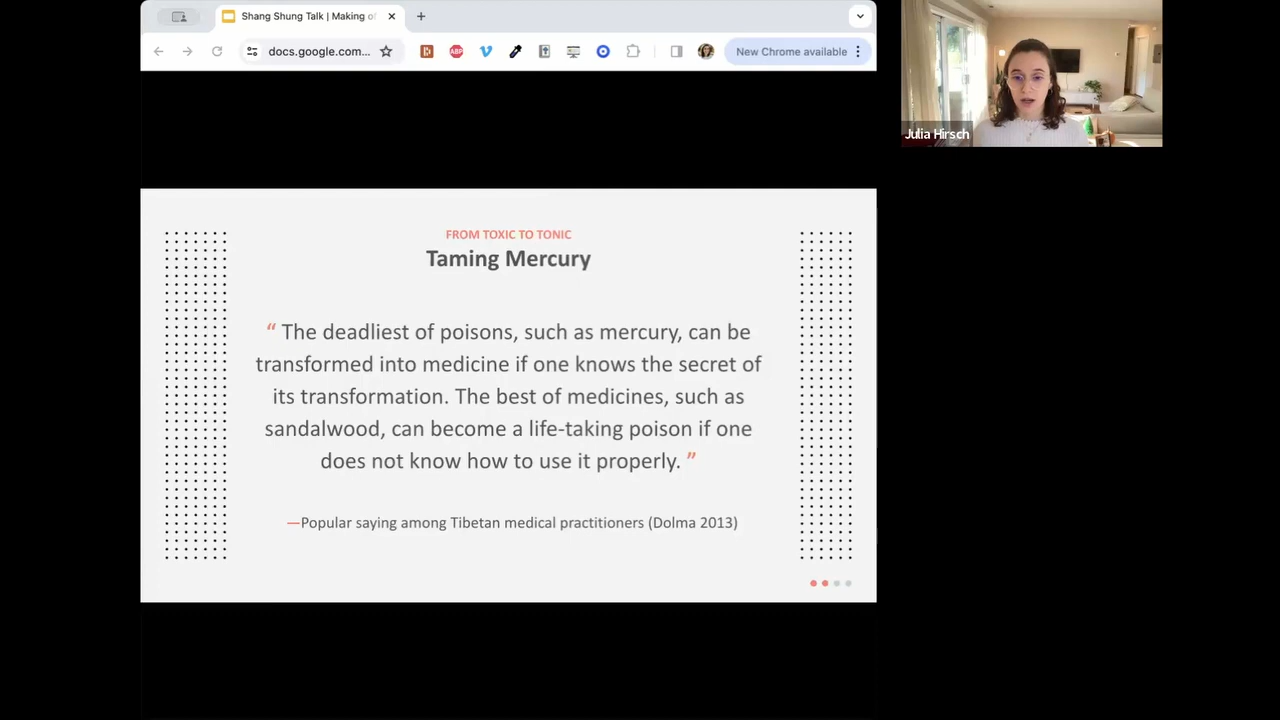 Shang Shung Talk | Making of
docs.google.com...
ABP
New Chrome available
Julia Hirsch
FROM TOXIC TO TONIC
Taming Mercury
“ The deadliest of poisons, such as mercury, can be
transformed into medicine if one knows the secret of
its transformation. The best of medicines, such as
sandalwood, can become a life-taking poison if one
does not know how to use it properly. ”
—Popular saying among Tibetan medical practitioners (Dolma 2013)